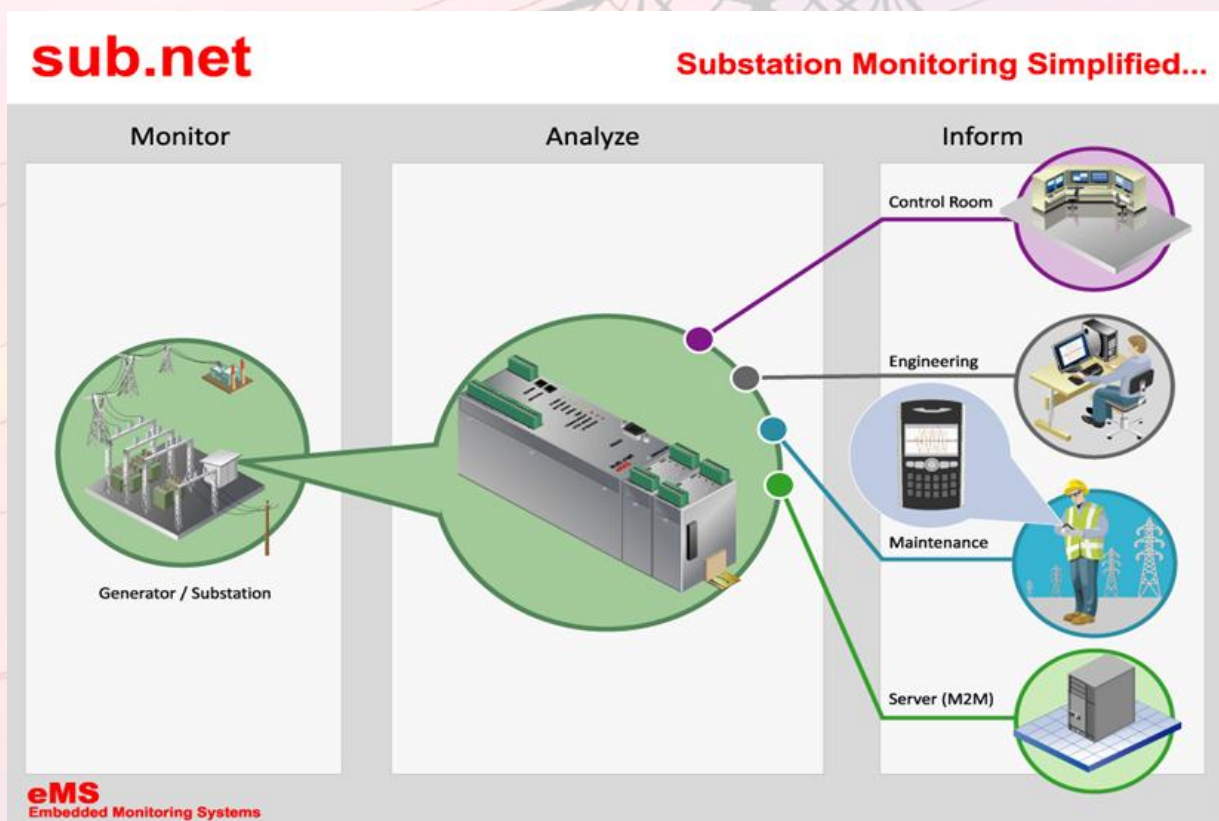 sub.net
Substation Monitoring Simplified...
Monitor
Analyze
Inform
Control Room
Engineering
Maintenance
Generator / Substation
Server (M2M)
eMS
Embedded Monitoring Systems